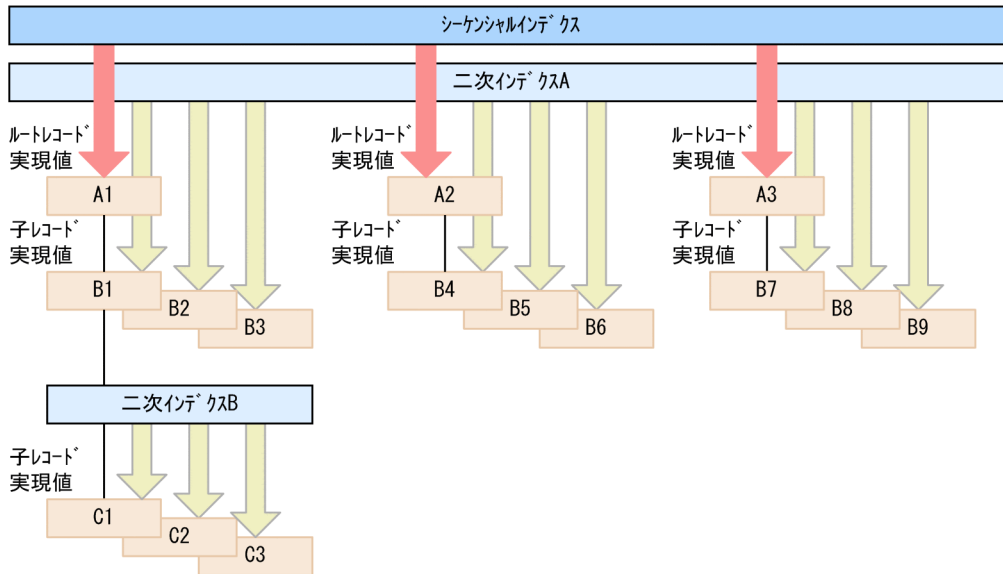 ｼｰｹﾝｼｬﾙｲﾝﾃﾞｸｽ
二次ｲﾝﾃﾞｸｽA
ﾙｰﾄﾚｺｰﾄﾞ
実現値
ﾙｰﾄﾚｺｰﾄﾞ
実現値
ﾙｰﾄﾚｺｰﾄﾞ
実現値
A1
A2
A3
子ﾚｺｰﾄﾞ
実現値
子ﾚｺｰﾄﾞ
実現値
子ﾚｺｰﾄﾞ
実現値
B1
B2
B3
B4
B5
B6
B7
B8
B9
二次ｲﾝﾃﾞｸｽB
子ﾚｺｰﾄﾞ
実現値
C1
C2
C3